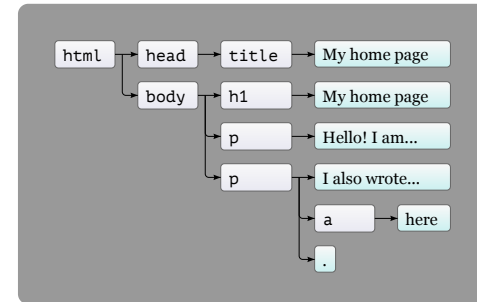 html head title My home page
body h1 My home page
p Hello! I am...
p I also wrote...
a here
.